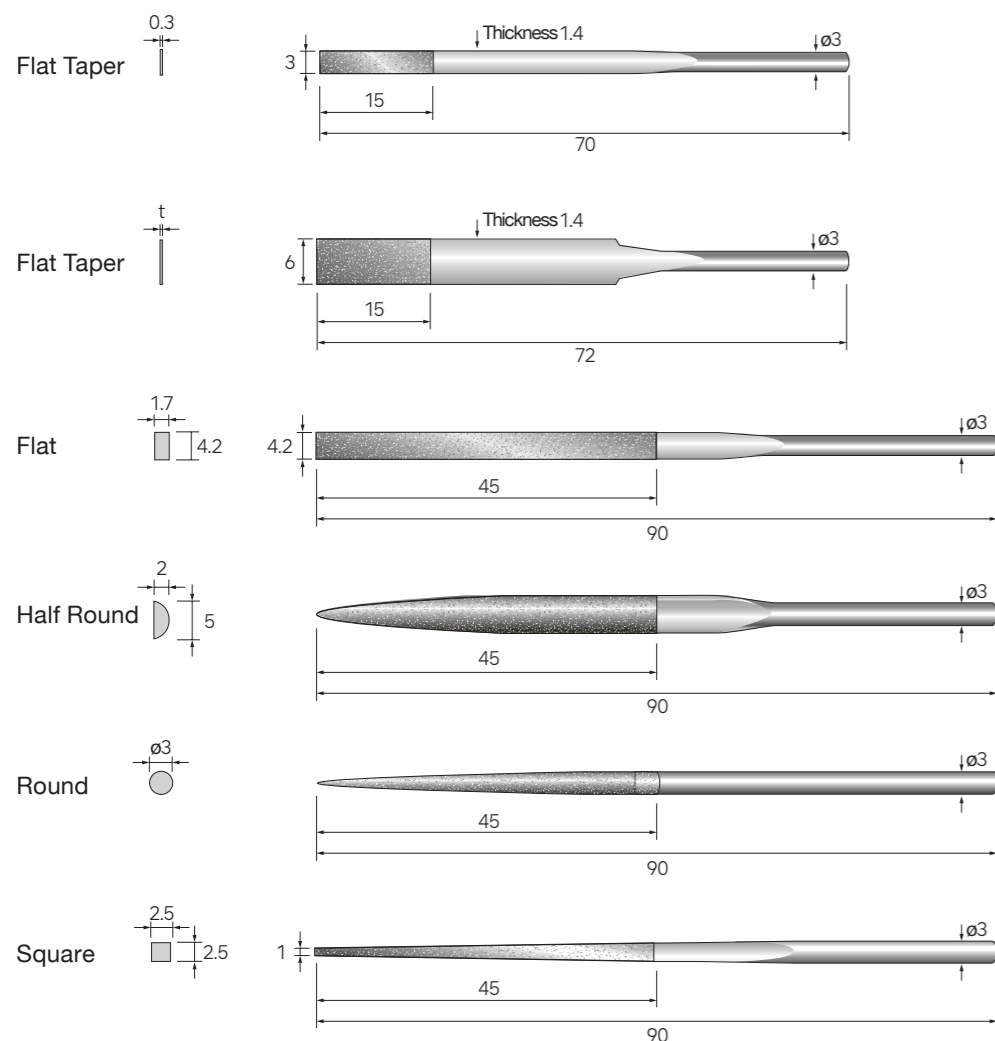 0.3
Thickness 1.4
ø3
Flat Taper
3
15
70
t
Thickness 1.4
ø3
Flat Taper
6
15
72
1.7
ø3
Flat
4.2
4.2
45
90
2
ø3
Half Round
5
45
90
ø3
ø3
Round
45
90
2.5
ø3
Square
2.5
1
45
90